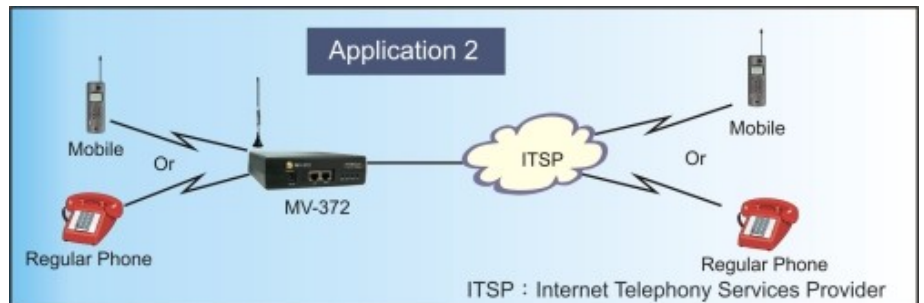 Application 2
Mobile
Or
Regular Phone
MV-372
ITSP
Mobile
Or
Regular Phone
ITSP：Internet Telephony Services Provider